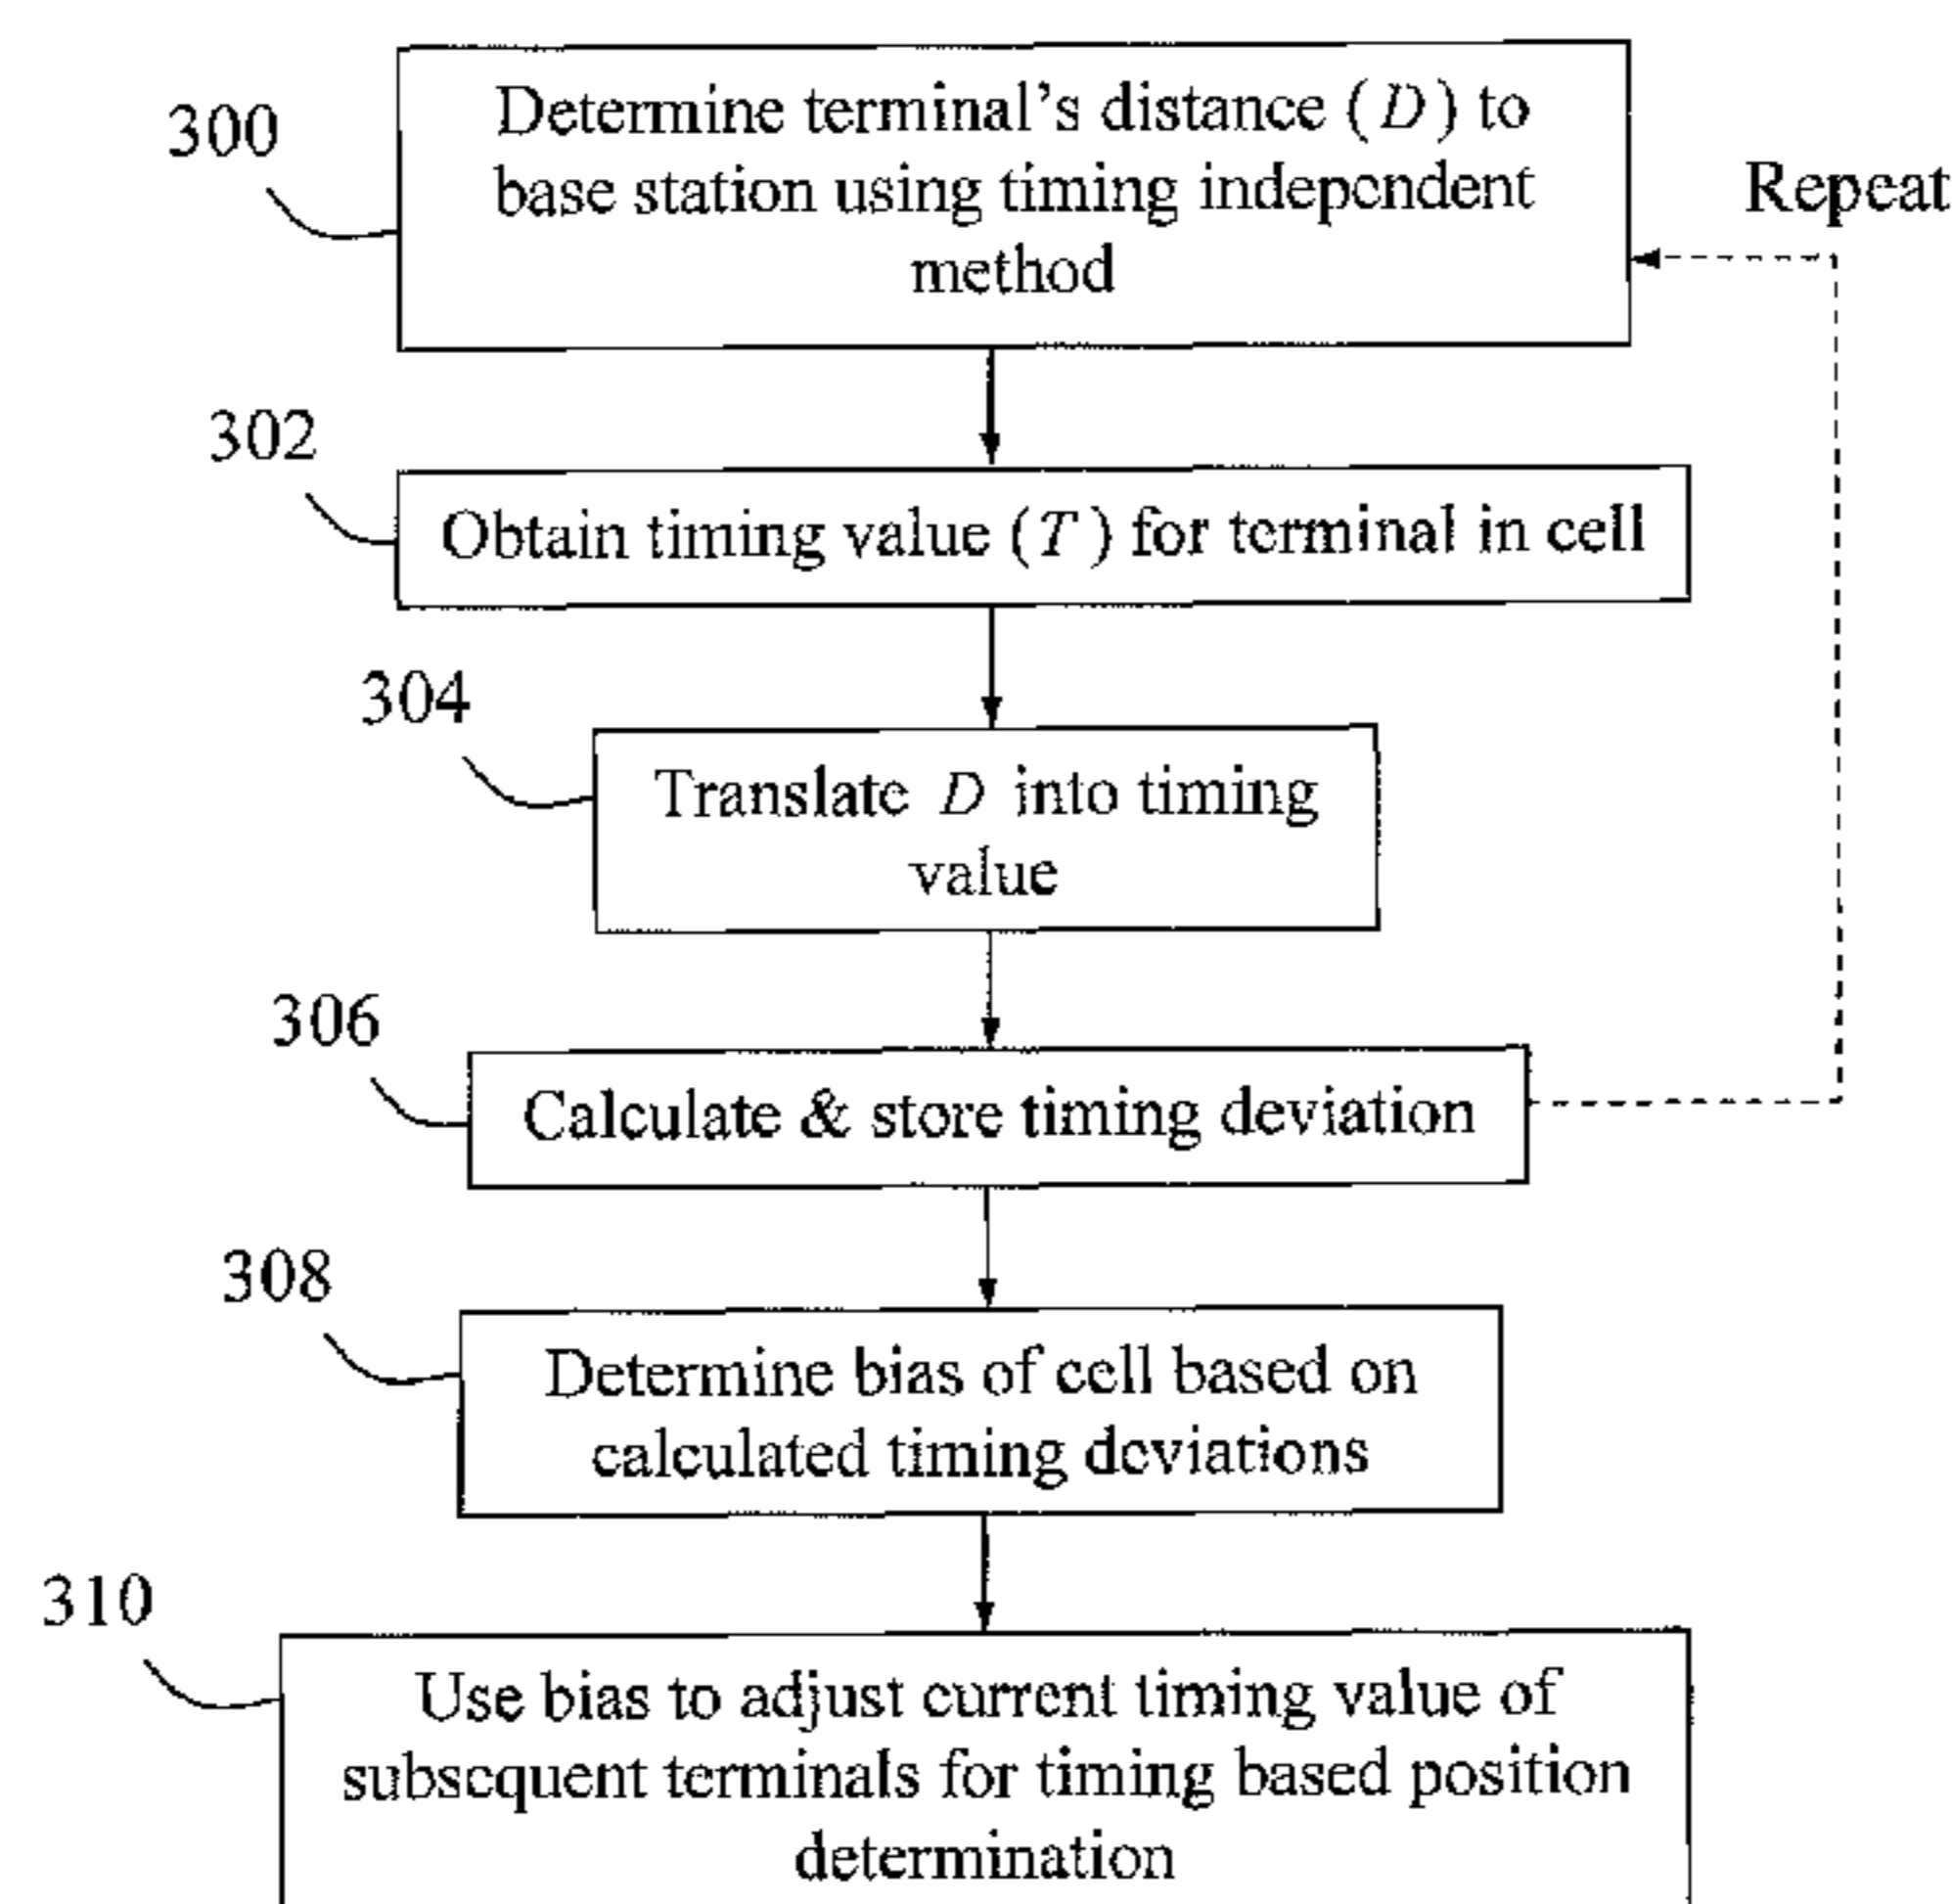 300
Determine terminal's distance (D) to
base station using timing independent
method
Repeat
302
Obtain timing value (T) for terminal in cell
304
Translate D into timing
value
306
Calculate & store timing deviation
308
Determine bias of cell based on
calculated timing deviations
310
Use bias to adjust current timing value of
subsequent terminals for timing based position
determination